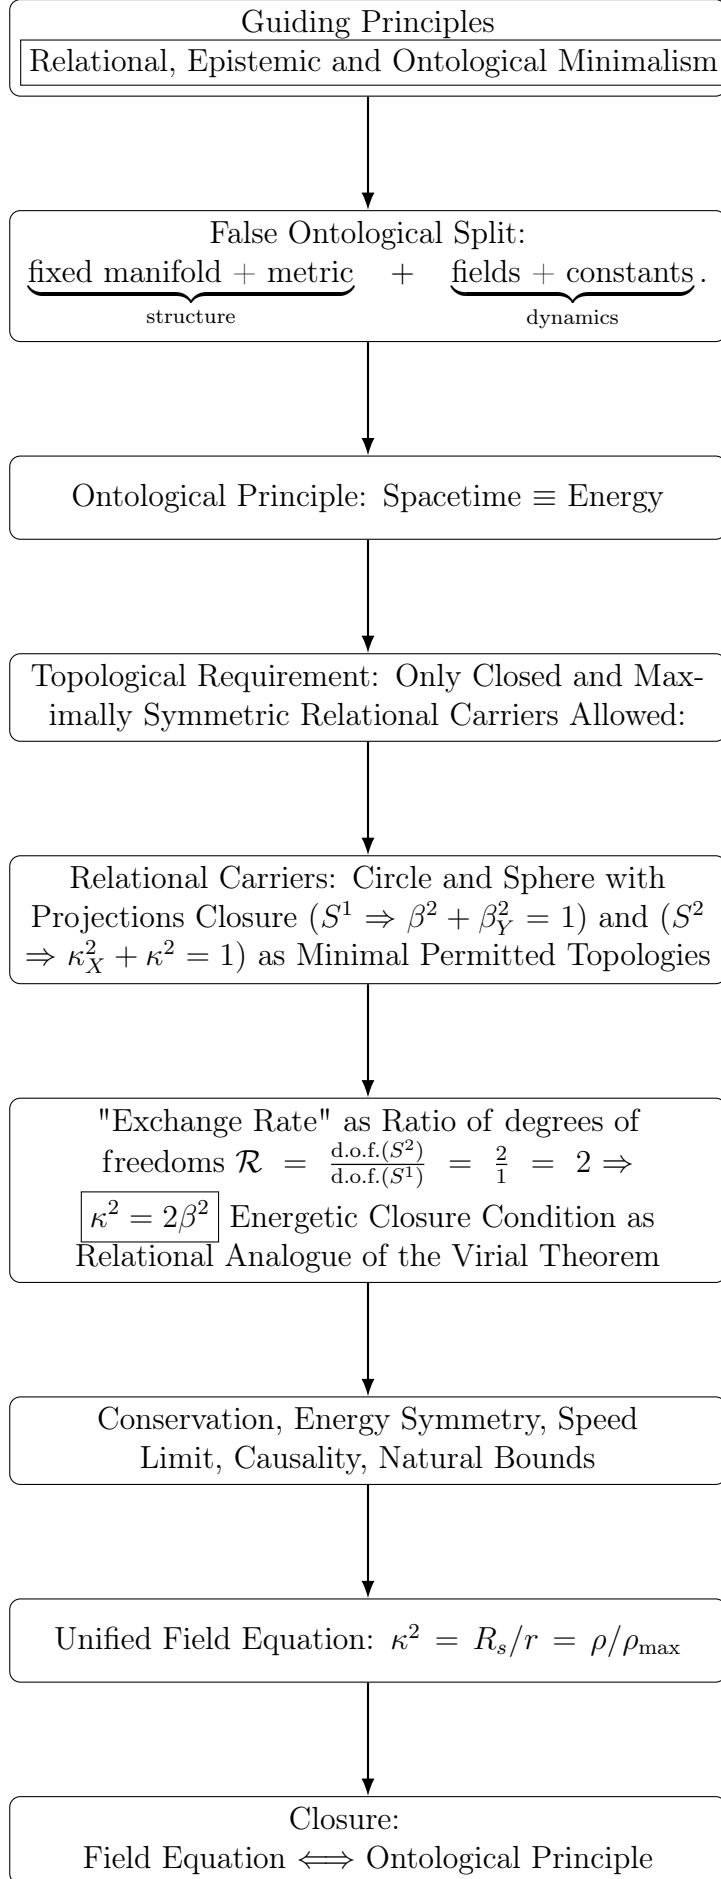 Guiding Principles
Relational, Epistemic and Ontological Minimalism
False Ontological Split:
fixed manifold + metric + fields + constants.
structure dynamics
Ontological Principle: Spacetime ≡ Energy
Topological Requirement: Only Closed and Max-
imally Symmetric Relational Carriers Allowed:
Relational Carriers: Circle and Sphere with
Projections Closure (S¹ ⇒ β² + β_Y² = 1) and (S²
⇒ κ_X² + κ² = 1) as Minimal Permitted Topologies
"Exchange Rate" as Ratio of degrees of
freedoms ℛ = d.o.f.(S²)/d.o.f.(S¹) = 2/1 = 2 ⇒
κ² = 2β² Energetic Closure Condition as
Relational Analogue of the Virial Theorem
Conservation, Energy Symmetry, Speed
Limit, Causality, Natural Bounds
Unified Field Equation: κ² = R_s/r = ρ/ρ_max
Closure:
Field Equation ⟺ Ontological Principle